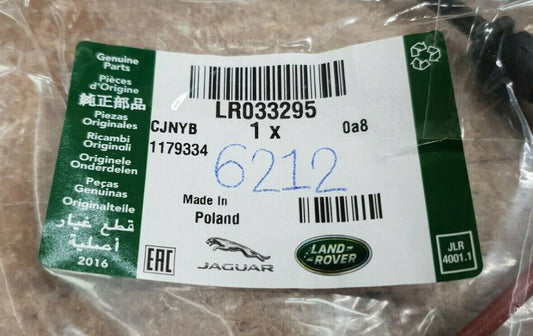 Genuine
Parts
Pièces
d'Origine
純正部品
Piezas
Originales
Ricambi
Originali
Originele
Onderdelen
Peças
Genuinas
Originalteile
قطع غيار
أصلية
2016
LR033295
CJNYB 1 x 0a8
1179334
6212
Made In
Poland
EAC
JAGUAR
LAND-
-ROVER
JLR
4001.1